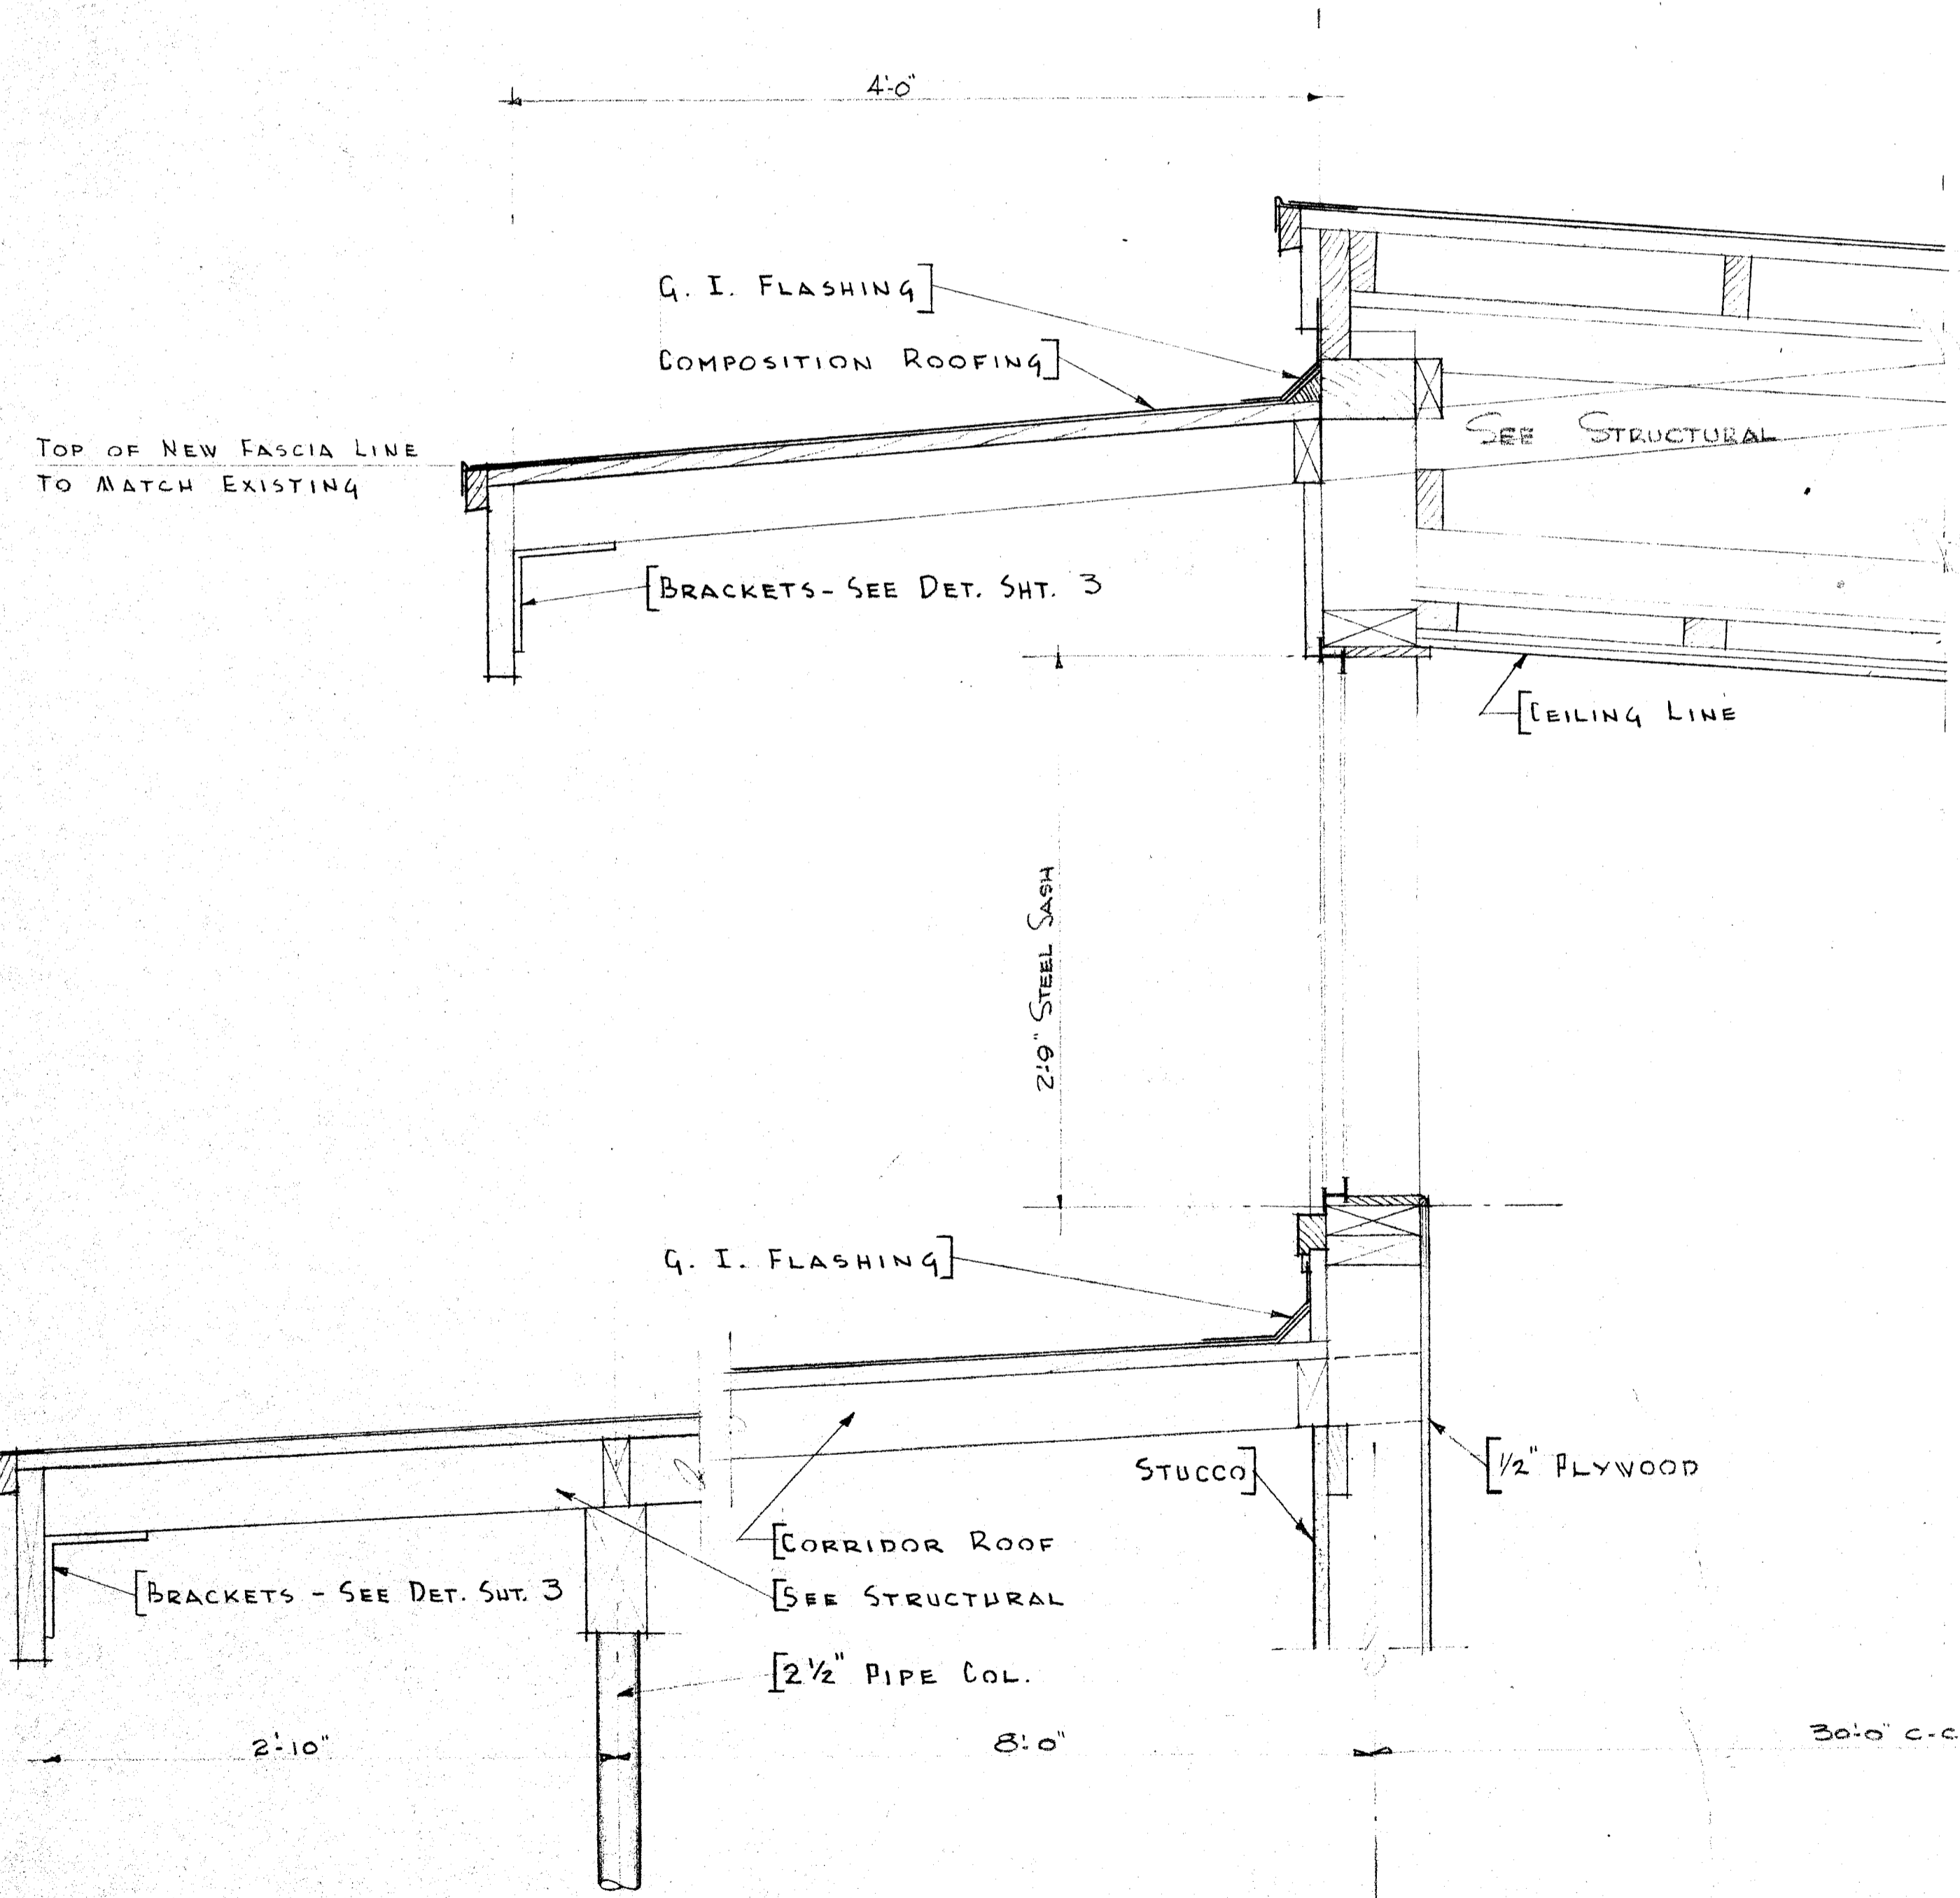 4'-0"
G. I. FLASHING
COMPOSITION ROOFING
TOP OF NEW FASCIA LINE
TO MATCH EXISTING
SEE STRUCTURAL
BRACKETS - SEE DET. SHT. 3
CEILING LINE
2'-9" STEEL SASH
G. I. FLASHING
STUCCO
1/2" PLYWOOD
CORRIDOR ROOF
BRACKETS - SEE DET. SHT. 3
SEE STRUCTURAL
2 1/2" PIPE COL.
2'-10"
8'-0"
30'-0" C-C